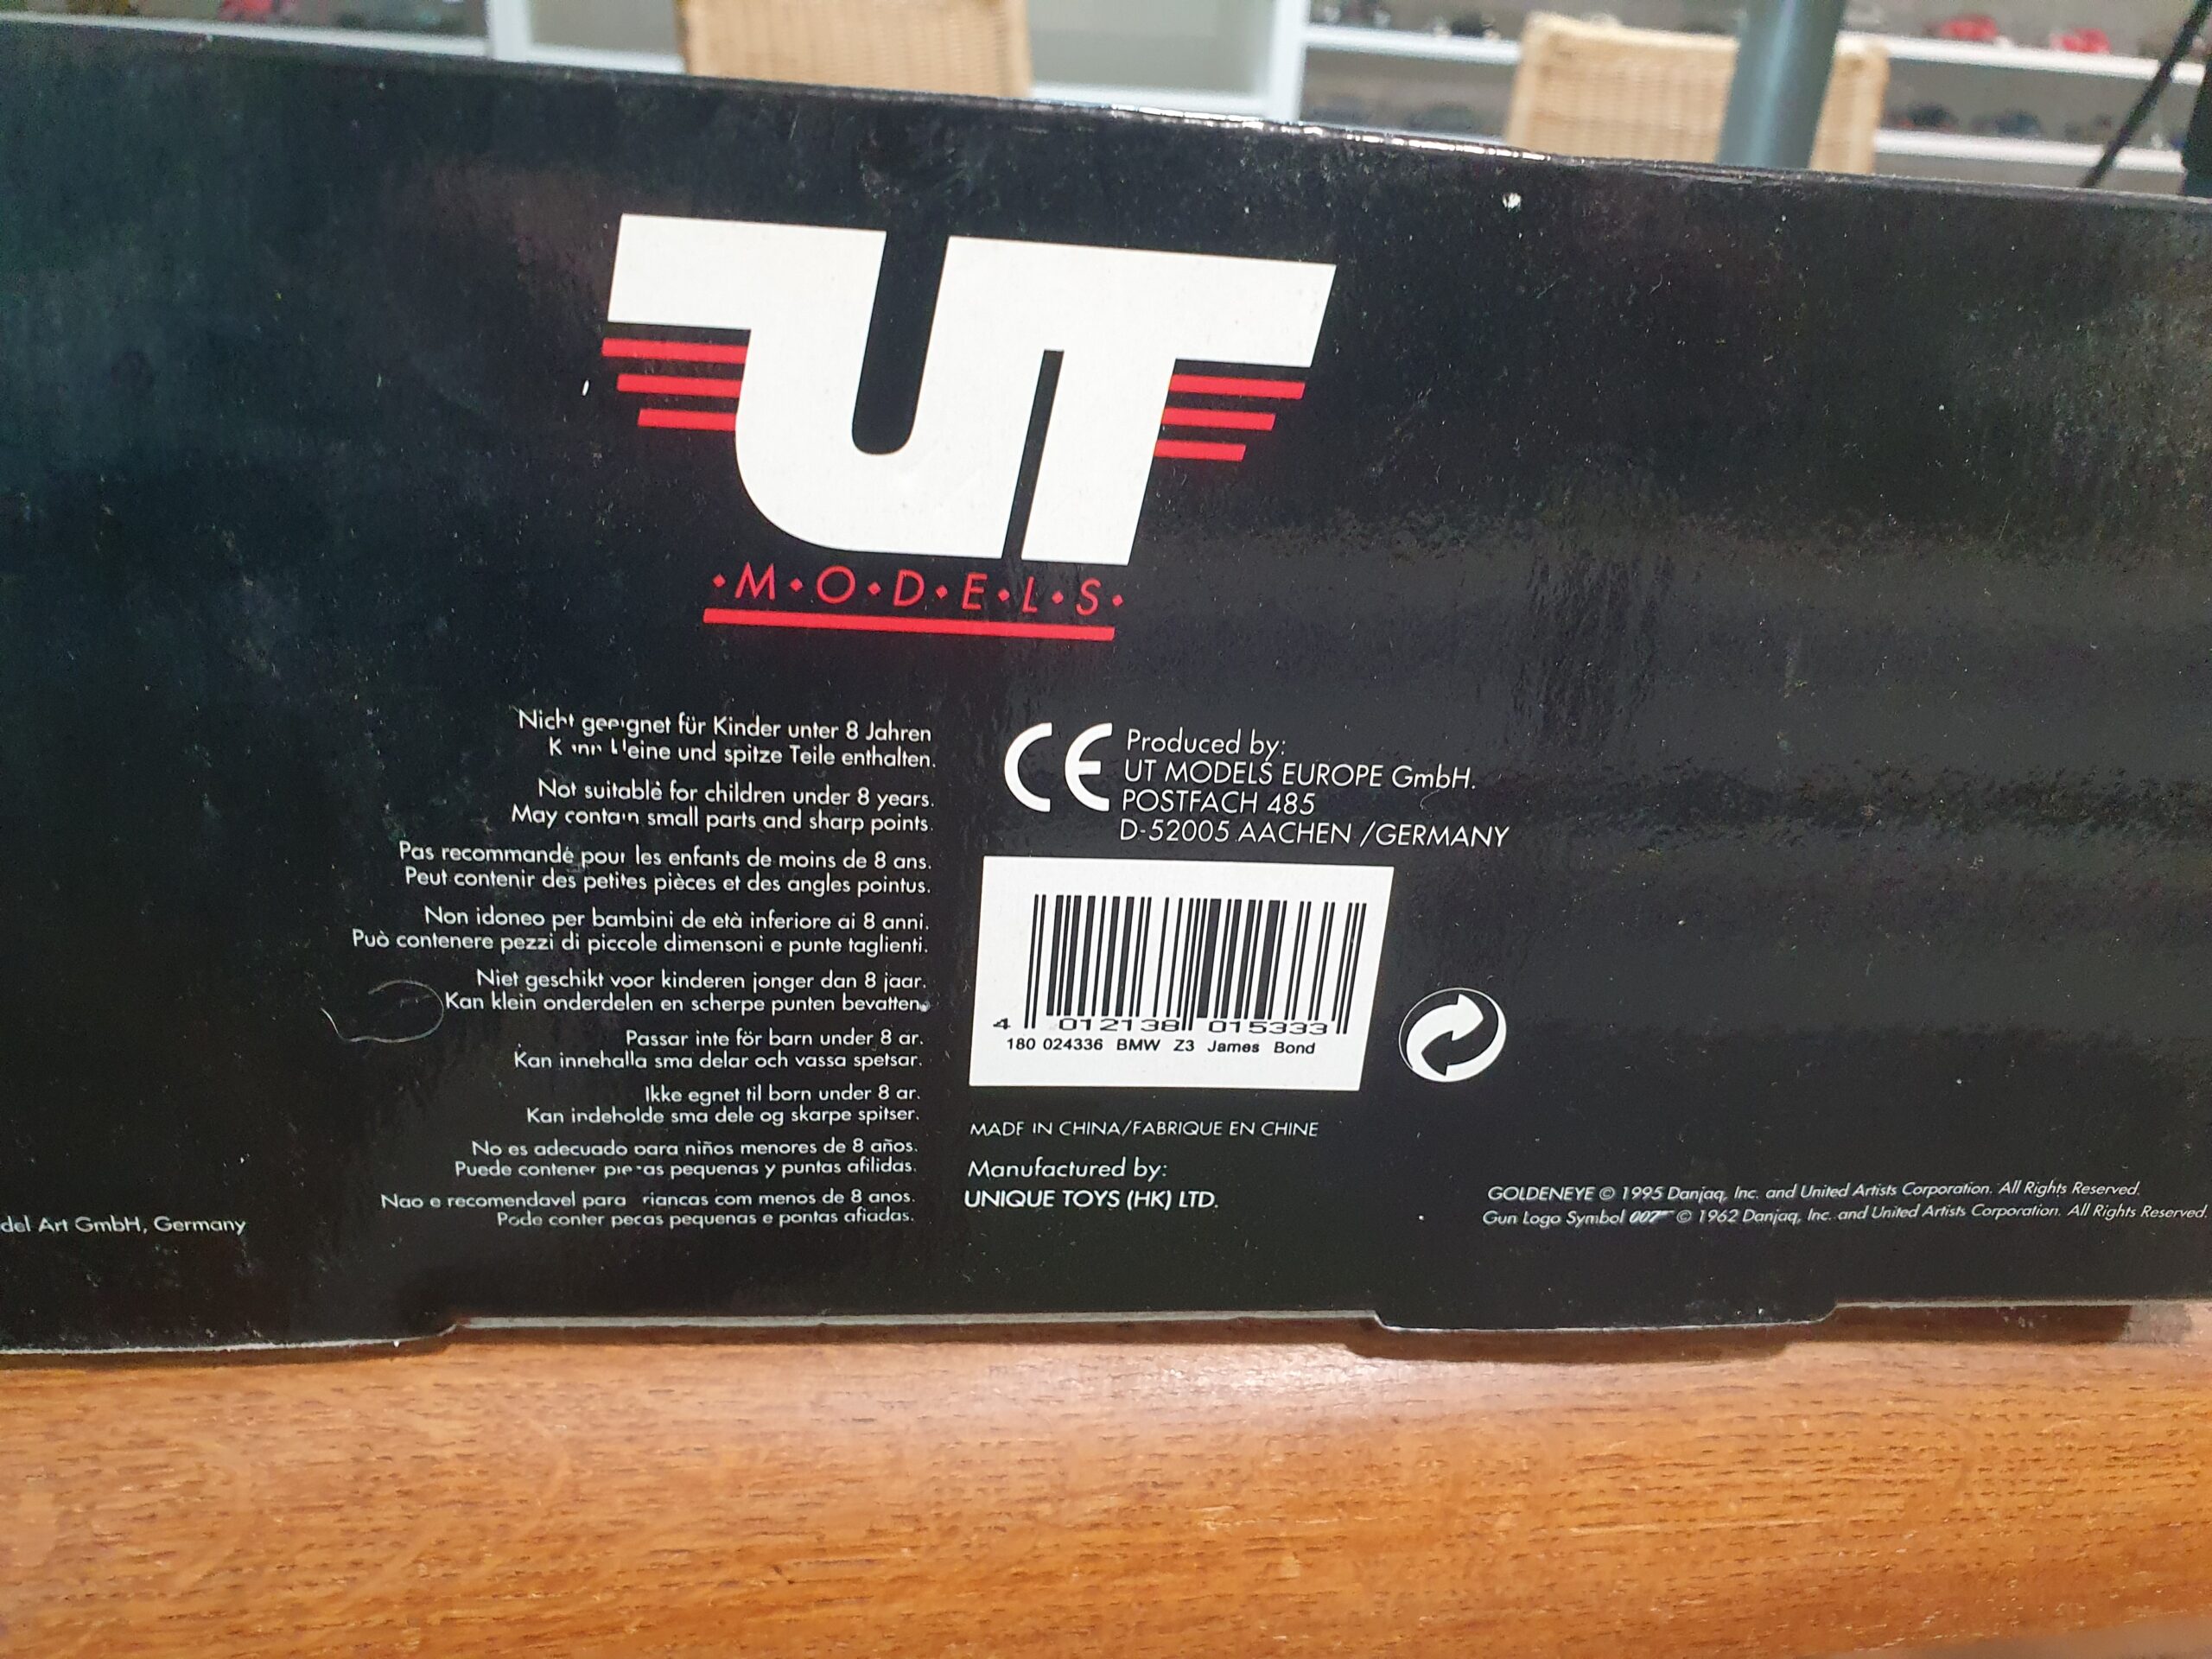 UT
·M·O·D·E·L·S·
Nicht geeignet für Kinder unter 8 Jahren
eine und spitze Teile enthalten.
Not suitable for children under 8 years.
May contain small parts and sharp points.
Pas recommandé pour les enfants de moins de 8 ans.
Peut contenir des petites pièces et des angles pointus.
Non idoneo per bambini de età inferiore ai 8 anni.
Può contenere pezzi di piccole dimensoni e punte taglienti.
Niet geschikt voor kinderen jonger dan 8 jaar.
Kan klein onderdelen en scherpe punten bevatten.
Passar inte för barn under 8 ar.
Kan innehalla sma delar och vassa spetsar.
Ikke egnet til born under 8 ar.
Kan indeholde sma dele og skarpe spitser.
No es adecuado para niños menores de 8 años.
Puede contener pequenas y puntas afilidas.
Nao e recomendavel para riancas com menos de 8 anos.
Pode conter pecas pequenas e pontas afiadas.
del Art GmbH, Germany
CE
Produced by:
UT MODELS EUROPE GmbH.
POSTFACH 485
D-52005 AACHEN /GERMANY
4 012138 015333
180 024336 BMW Z3 James Bond
MADE IN CHINA/FABRIQUE EN CHINE
Manufactured by:
UNIQUE TOYS (HK) LTD.
GOLDENEYE © 1995 Danjaq, Inc. and United Artists Corporation. All Rights Reserved.
Gun Logo Symbol 007 © 1962 Danjaq, Inc. and United Artists Corporation. All Rights Reserved.